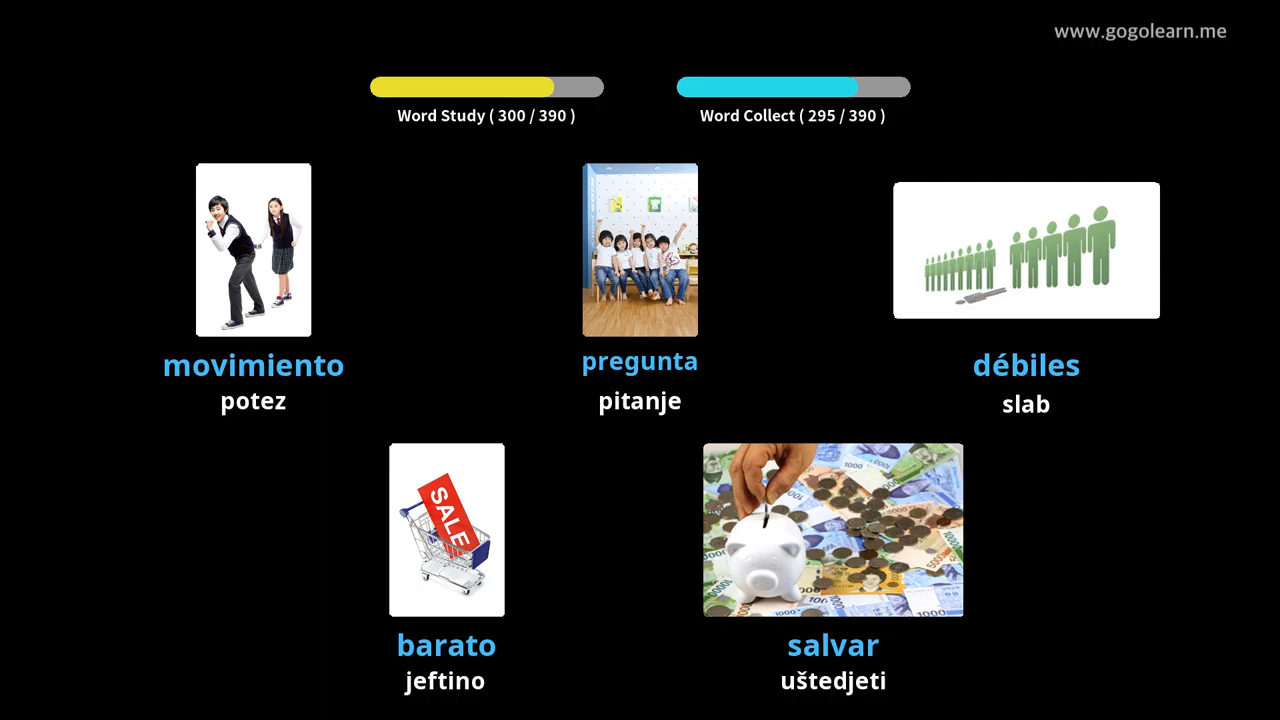 www.gogolearn.me
Word Study ( 300 / 390 )
Word Collect ( 295 / 390 )
movimiento
potez
pregunta
pitanje
débiles
slab
SALE
barato
jeftino
salvar
uštedjeti